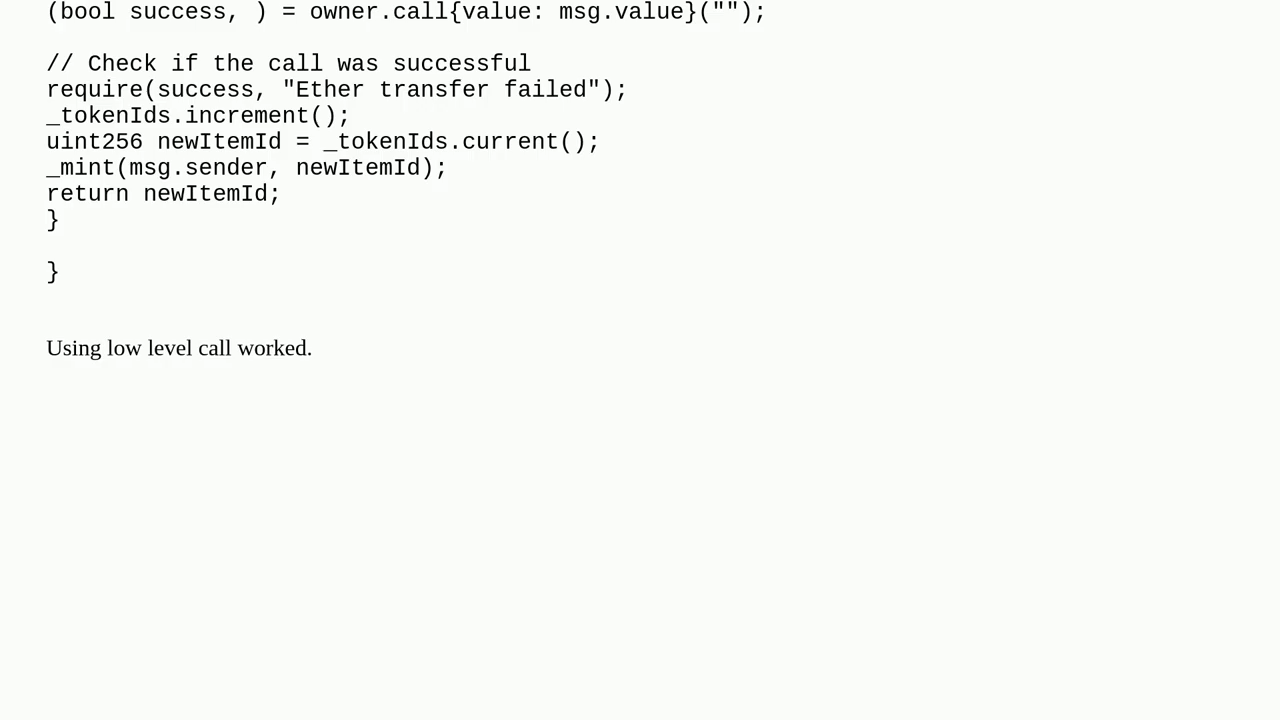 (bool success, ) = owner.call{value: msg.value}("");
// Check if the call was successful
require(success, "Ether transfer failed");
_tokenIds.increment();
uint256 newItemId = _tokenIds.current();
_mint(msg.sender, newItemId);
return newItemId;
}
}
Using low level call worked.